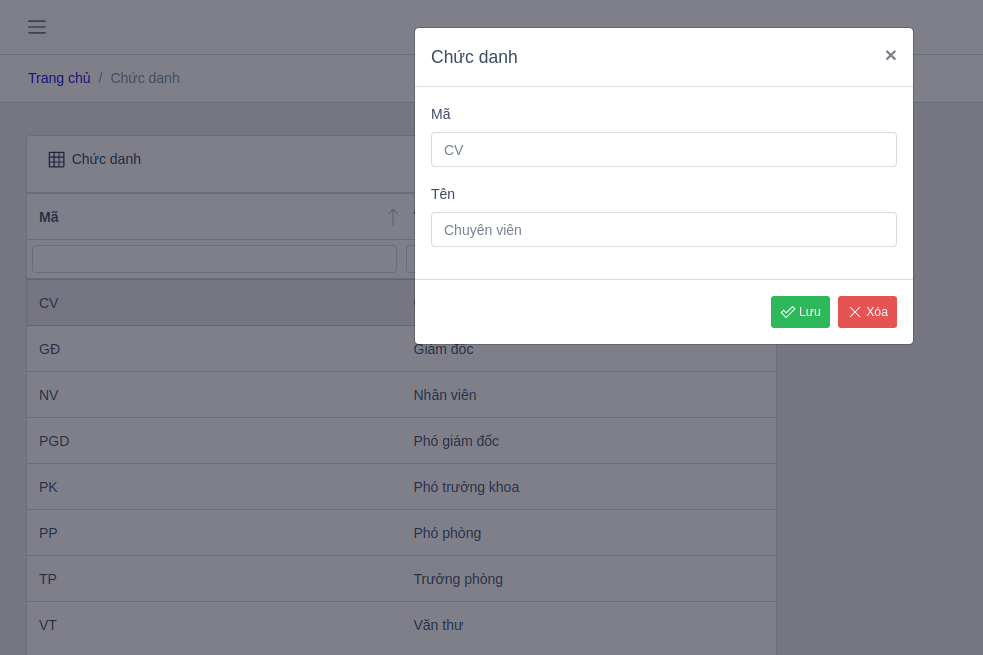 Chức danh ×
Mã
CV
Tên
Chuyên viên
Lưu Xóa
Trang chủ / Chức danh
Chức danh
Mã
CV
GĐ Giám đốc
NV Nhân viên
PGD Phó giám đốc
PK Phó trưởng khoa
PP Phó phòng
TP Trưởng phòng
VT Văn thư